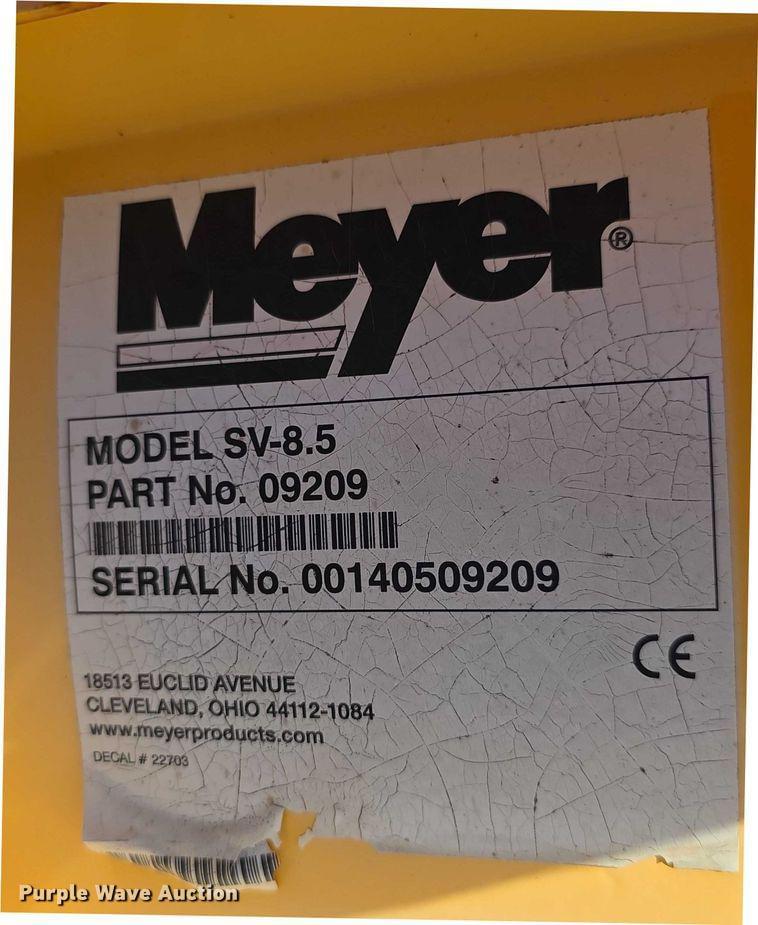 Meyer®
MODEL SV-8.5
PART No. 09209
SERIAL No. 00140509209
CE
18513 EUCLID AVENUE
CLEVELAND, OHIO 44112-1084
www.meyerproducts.com
DECAL # 22703
Purple Wave Auction